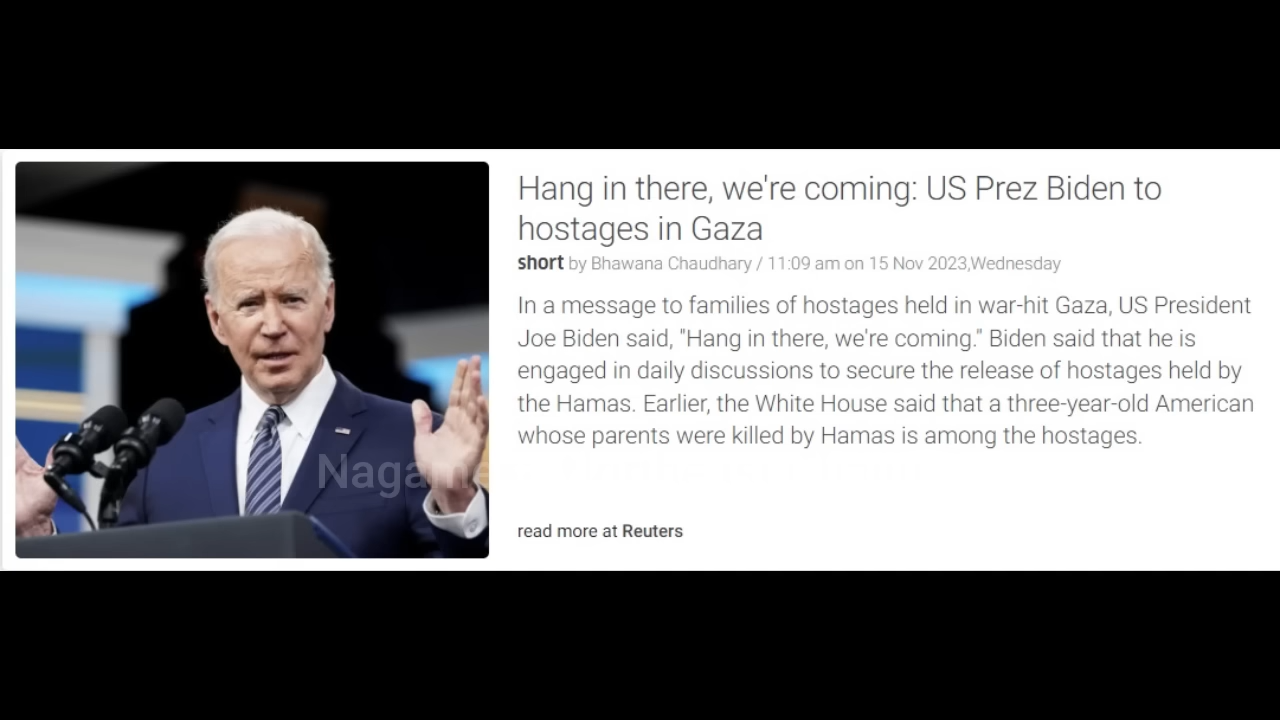 Hang in there, we're coming: US Prez Biden to
hostages in Gaza
short by Bhawana Chaudhary / 11:09 am on 15 Nov 2023,Wednesday
In a message to families of hostages held in war-hit Gaza, US President
Joe Biden said, "Hang in there, we're coming." Biden said that he is
engaged in daily discussions to secure the release of hostages held by
the Hamas. Earlier, the White House said that a three-year-old American
whose parents were killed by Hamas is among the hostages.
read more at Reuters